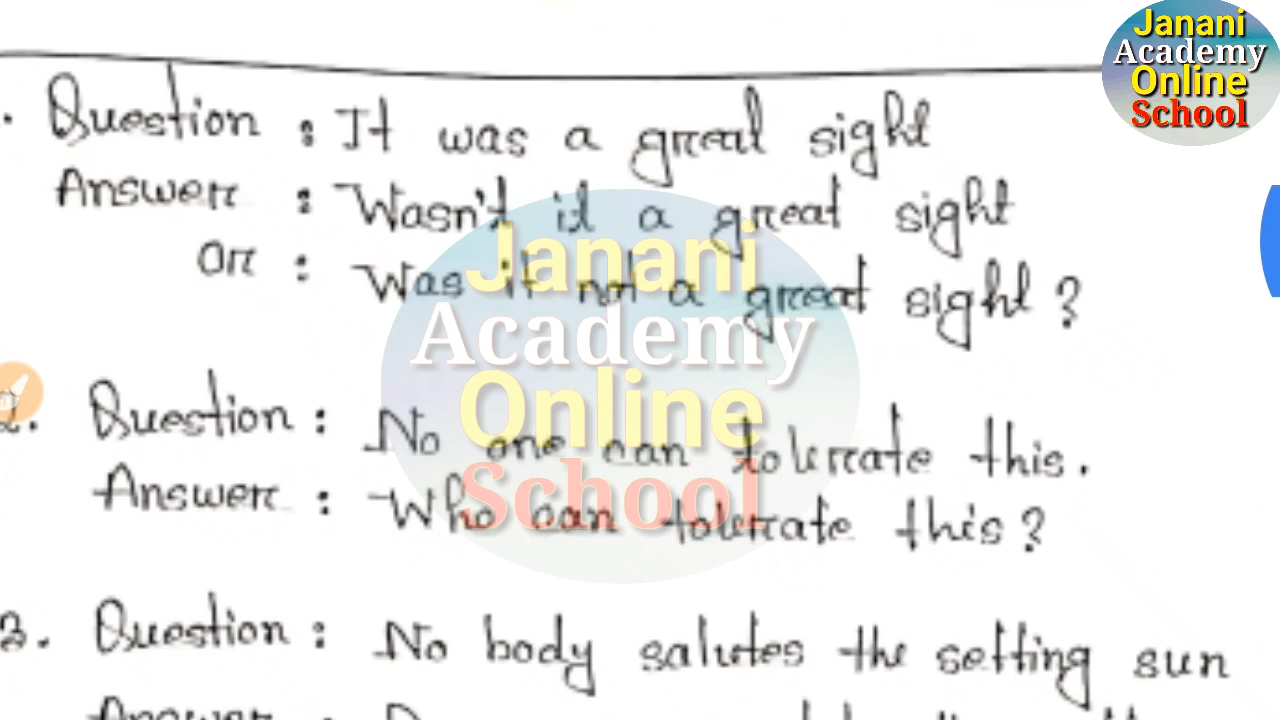 Janani
Academy
Online
School
. Question : It was a great sight
Answer : Wasn't it a great sight
or : Was it not a great sight ?
Janani
Academy
Online
School
2. Question : No one can tolerate this.
Answer : Who can tolerate this ?
3. Question : No body salutes the setting sun
Answer :